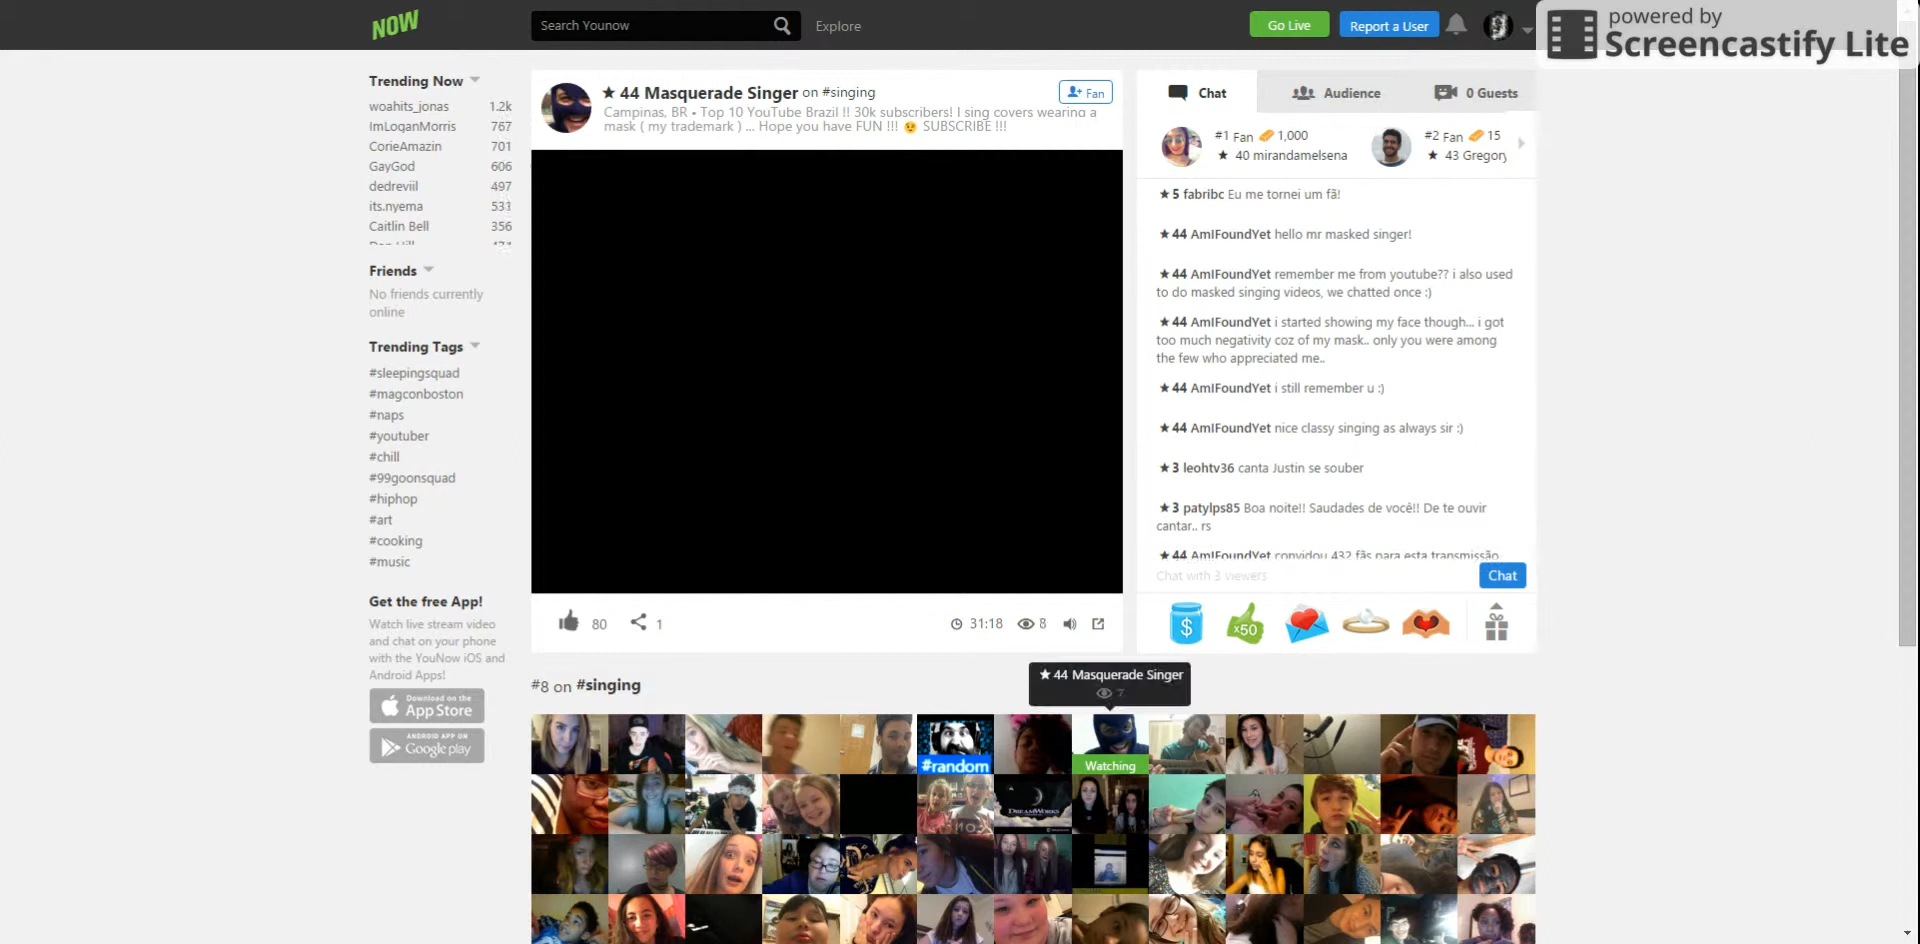 NOW
Search Younow
Explore
Go Live
Report a User
powered by
Screencastify Lite
Trending Now
woahits_jonas 1.2k
ImLoganMorris 767
CorieAmazin 701
GayGod 606
dedreviil 497
its.nyema 531
Caitlin Bell 356
Friends
No friends currently
online
Trending Tags
#sleepingsquad
#magconboston
#naps
#youtuber
#chill
#99goonsquad
#hiphop
#art
#cooking
#music
Get the free App!
Watch live stream video
and chat on your phone
with the YouNow iOS and
Android Apps!
Download on the
App Store
ANDROID APP ON
Google play
★ 44 Masquerade Singer on #singing
Fan
Campinas, BR • Top 10 YouTube Brazil !! 30k subscribers! I sing covers wearing a
mask ( my trademark ) ... Hope you have FUN !!! 😉 SUBSCRIBE !!!
80
1
31:18
8
Chat
Audience
0 Guests
#1 Fan 1,000
★ 40 mirandamelsena
#2 Fan 15
★ 43 Gregory
★5 fabribc Eu me tornei um fã!
★44 AmIFoundYet hello mr masked singer!
★44 AmIFoundYet remember me from youtube?? i also used
to do masked singing videos, we chatted once :)
★44 AmIFoundYet i started showing my face though... i got
too much negativity coz of my mask.. only you were among
the few who appreciated me..
★44 AmIFoundYet i still remember u :)
★44 AmIFoundYet nice classy singing as always sir :)
★3 leohtv36 canta Justin se souber
★3 patylps85 Boa noite!! Saudades de você!! De te ouvir
cantar.. rs
★44 AmIFoundYet convidou 432 fãs para esta transmissão
Chat with 3 viewers
Chat
$
x50
#8 on #singing
★44 Masquerade Singer
7
#random
Watching
DREAMWORKS